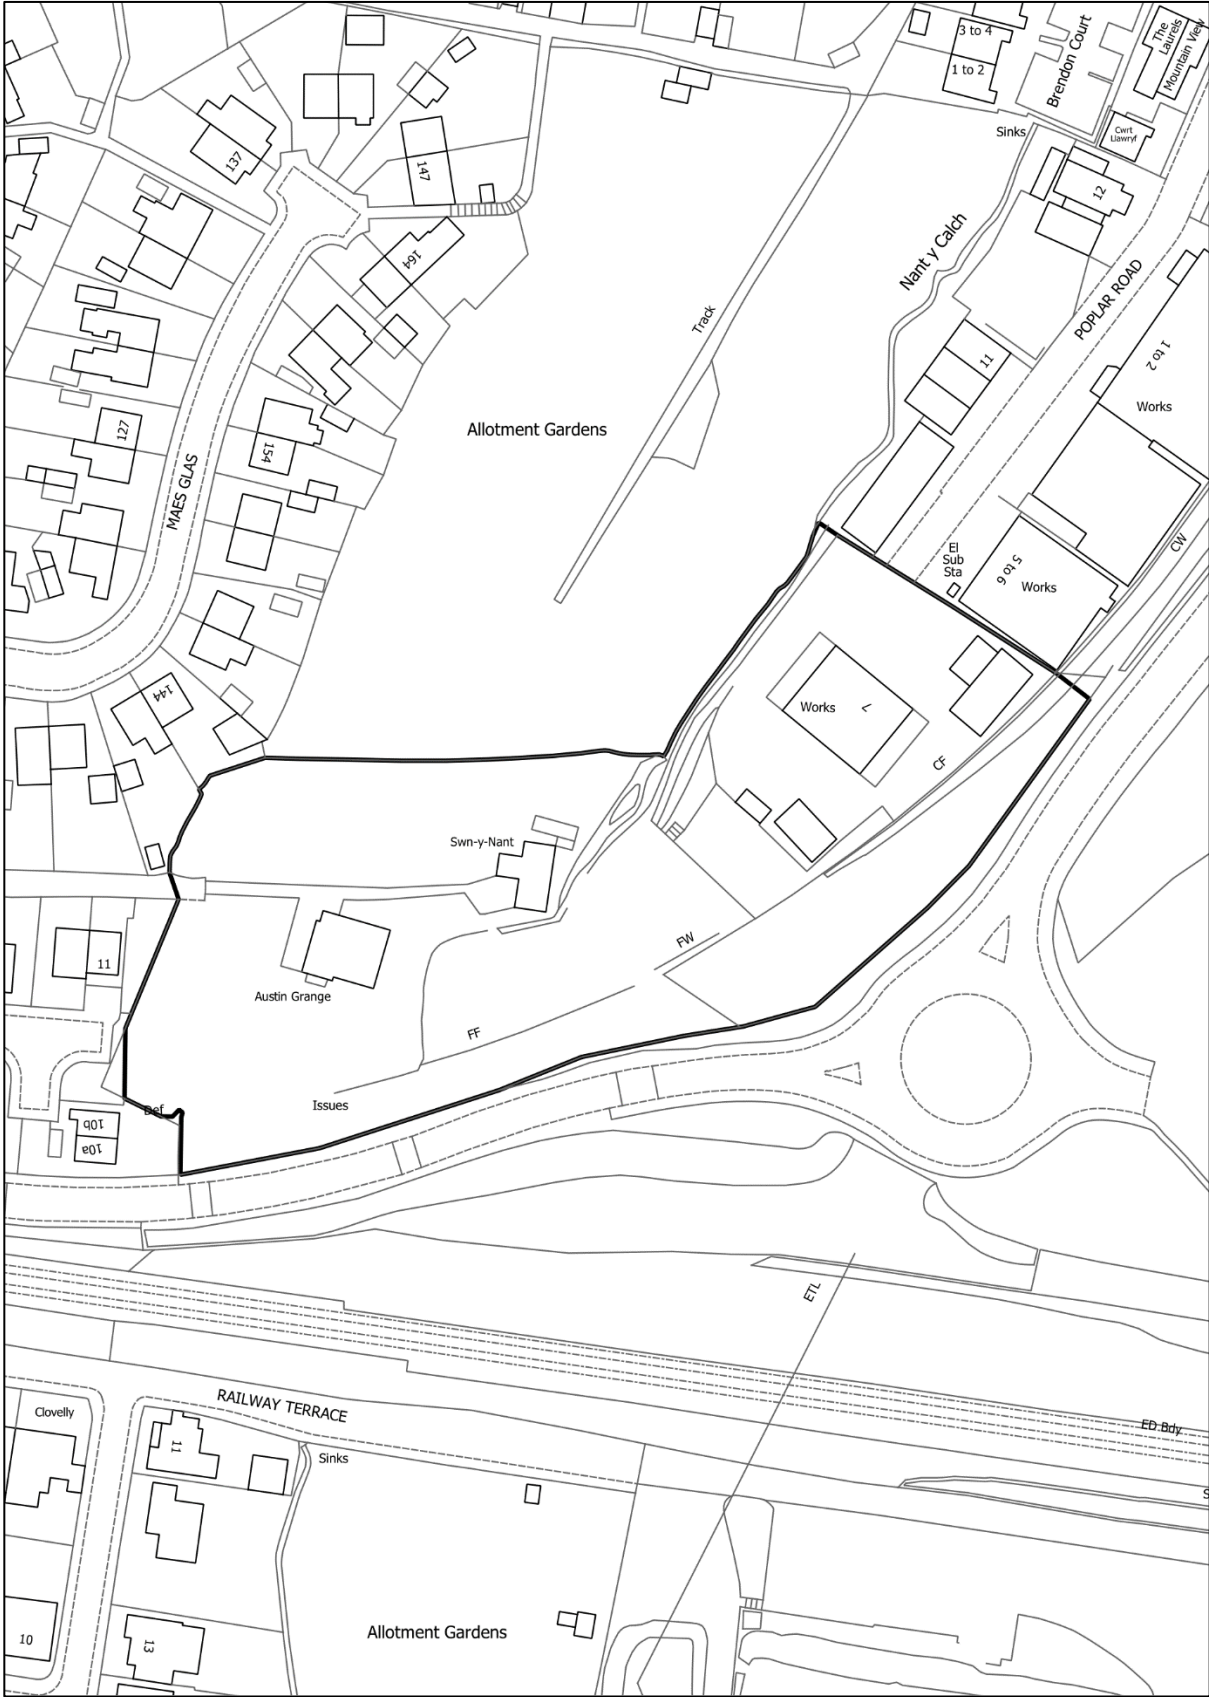 3 to 4
1 to 2
Brendon Court
The
Laurels
Mountain View
Cwrt
Llawryf
Sinks
12
137
147
164
Nant y Calch
POPLAR ROAD
Track
11
1 to 2
Works
127
154
MAES GLAS
Allotment Gardens
CW
El
Sub
Sta
5 to 6
Works
144
Works
7
CF
Swn-y-Nant
11
FW
Austin Grange
FF
Issues
Def
10b
10a
ETL
RAILWAY TERRACE
ED Bdy
Clovelly
11
Sinks
S
Allotment Gardens
10
13